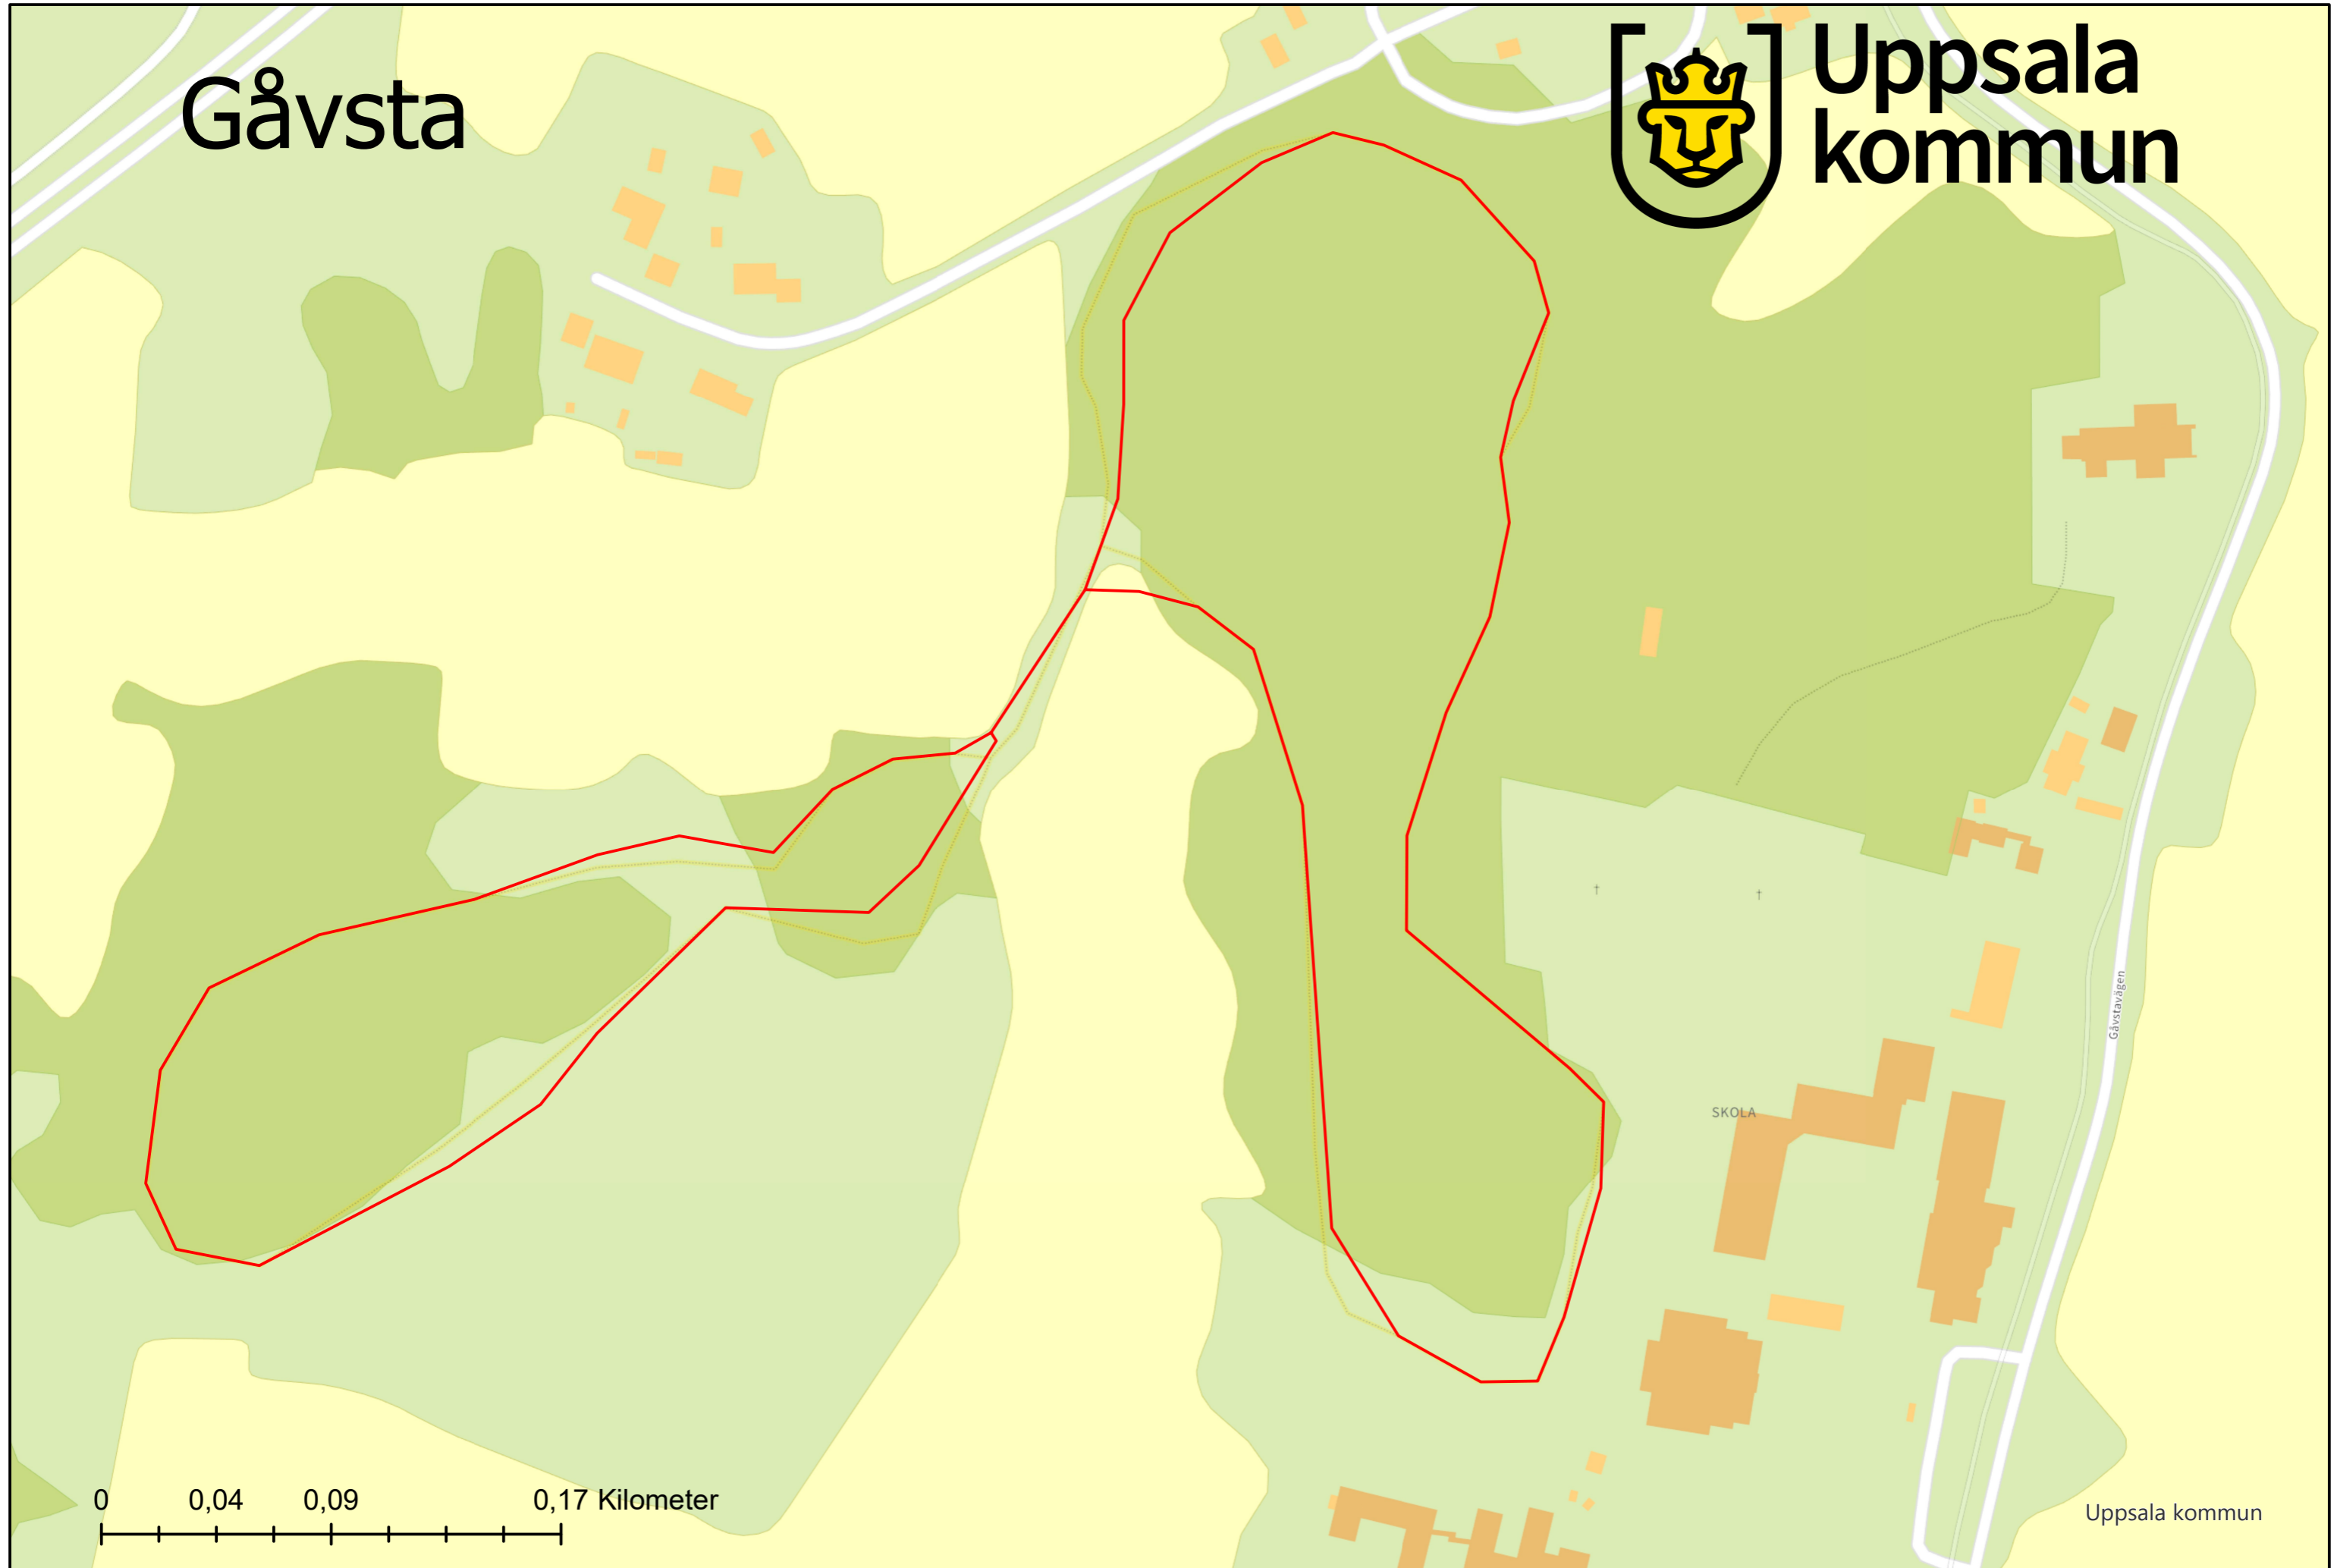 Gåvsta
Uppsala
kommun
Gåvstavägen
SKOLA
0 0,04 0,09 0,17 Kilometer
Uppsala kommun